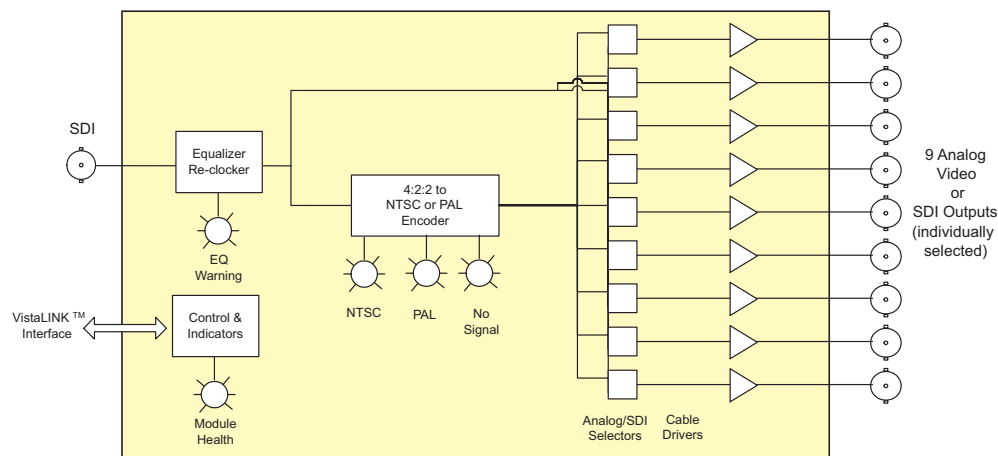 SDI
Equalizer
Re-clocker
EQ
Warning
4:2:2 to
NTSC or PAL
Encoder
NTSC
PAL
No
Signal
VistaLINK ™
Interface
Control &
Indicators
Module
Health
Analog/SDI
Selectors
Cable
Drivers
9 Analog
Video
or
SDI Outputs
(individually
selected)